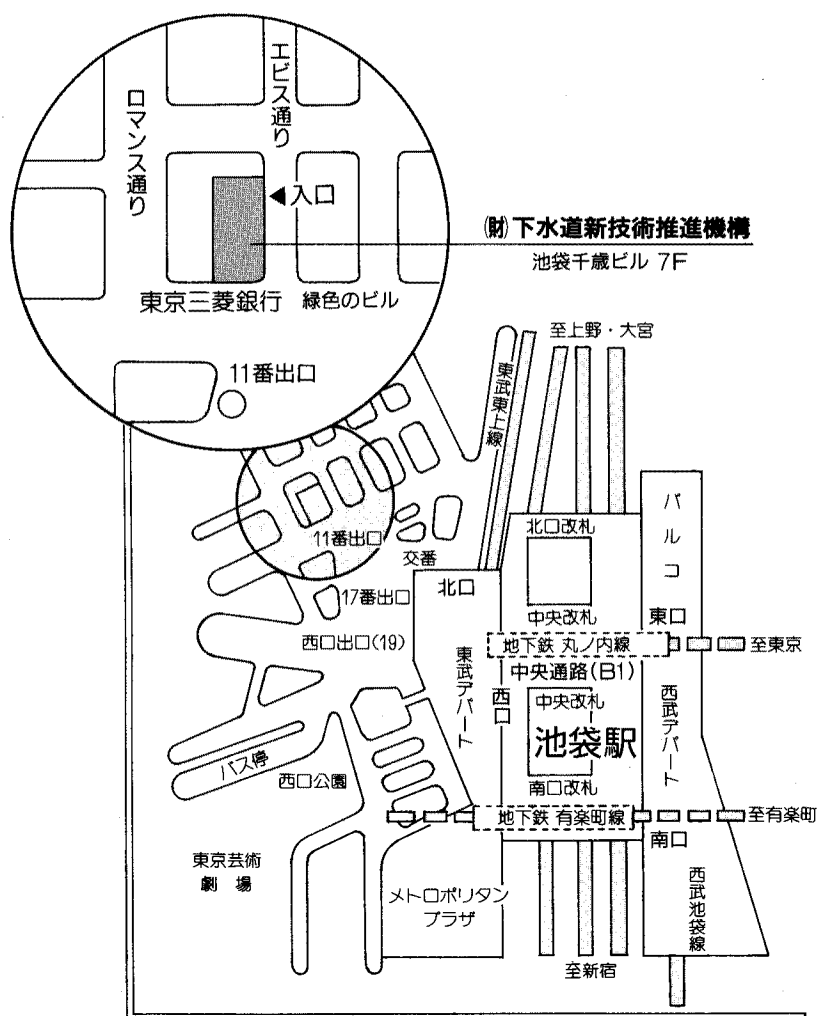 エビス通り
ロマンス通り
入口
㈶下水道新技術推進機構
池袋千歳ビル 7F
東京三菱銀行
緑色のビル
11番出口
至上野・大宮
東武東上線
パルコ
北口改札
11番出口
交番
北口
17番出口
中央改札
東口
西口出口(19)
地下鉄 丸ノ内線
至東京
中央通路(B1)
東武デパート
西口
中央改札
西武デパート
池袋駅
バス停
西口公園
南口改札
地下鉄 有楽町線
至有楽町
南口
東京芸術
劇場
メトロポリタン
プラザ
西武池袋線
至新宿